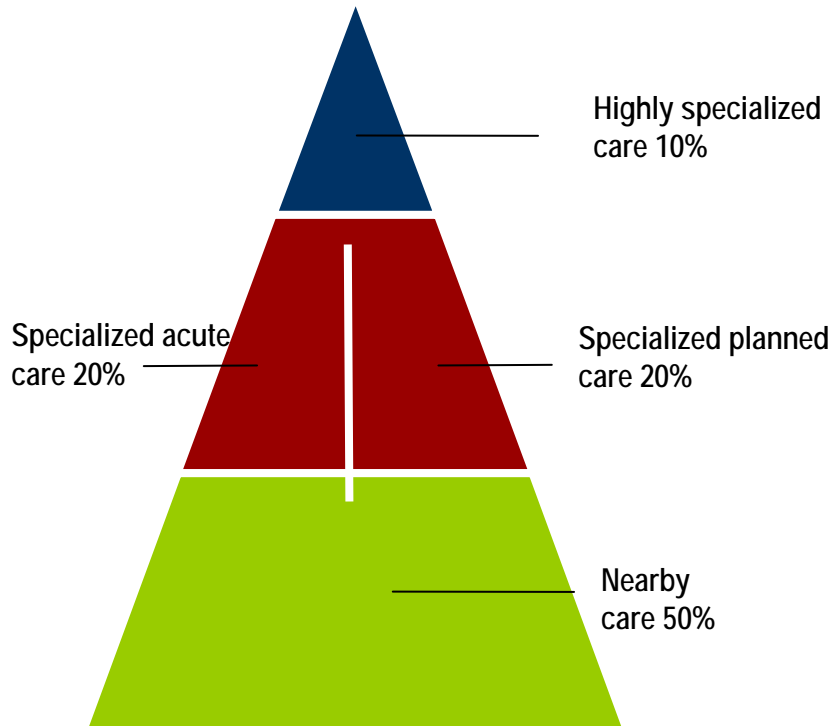 Highly specialized
care 10%
Specialized acute
care 20%
Specialized planned
care 20%
Nearby
care 50%